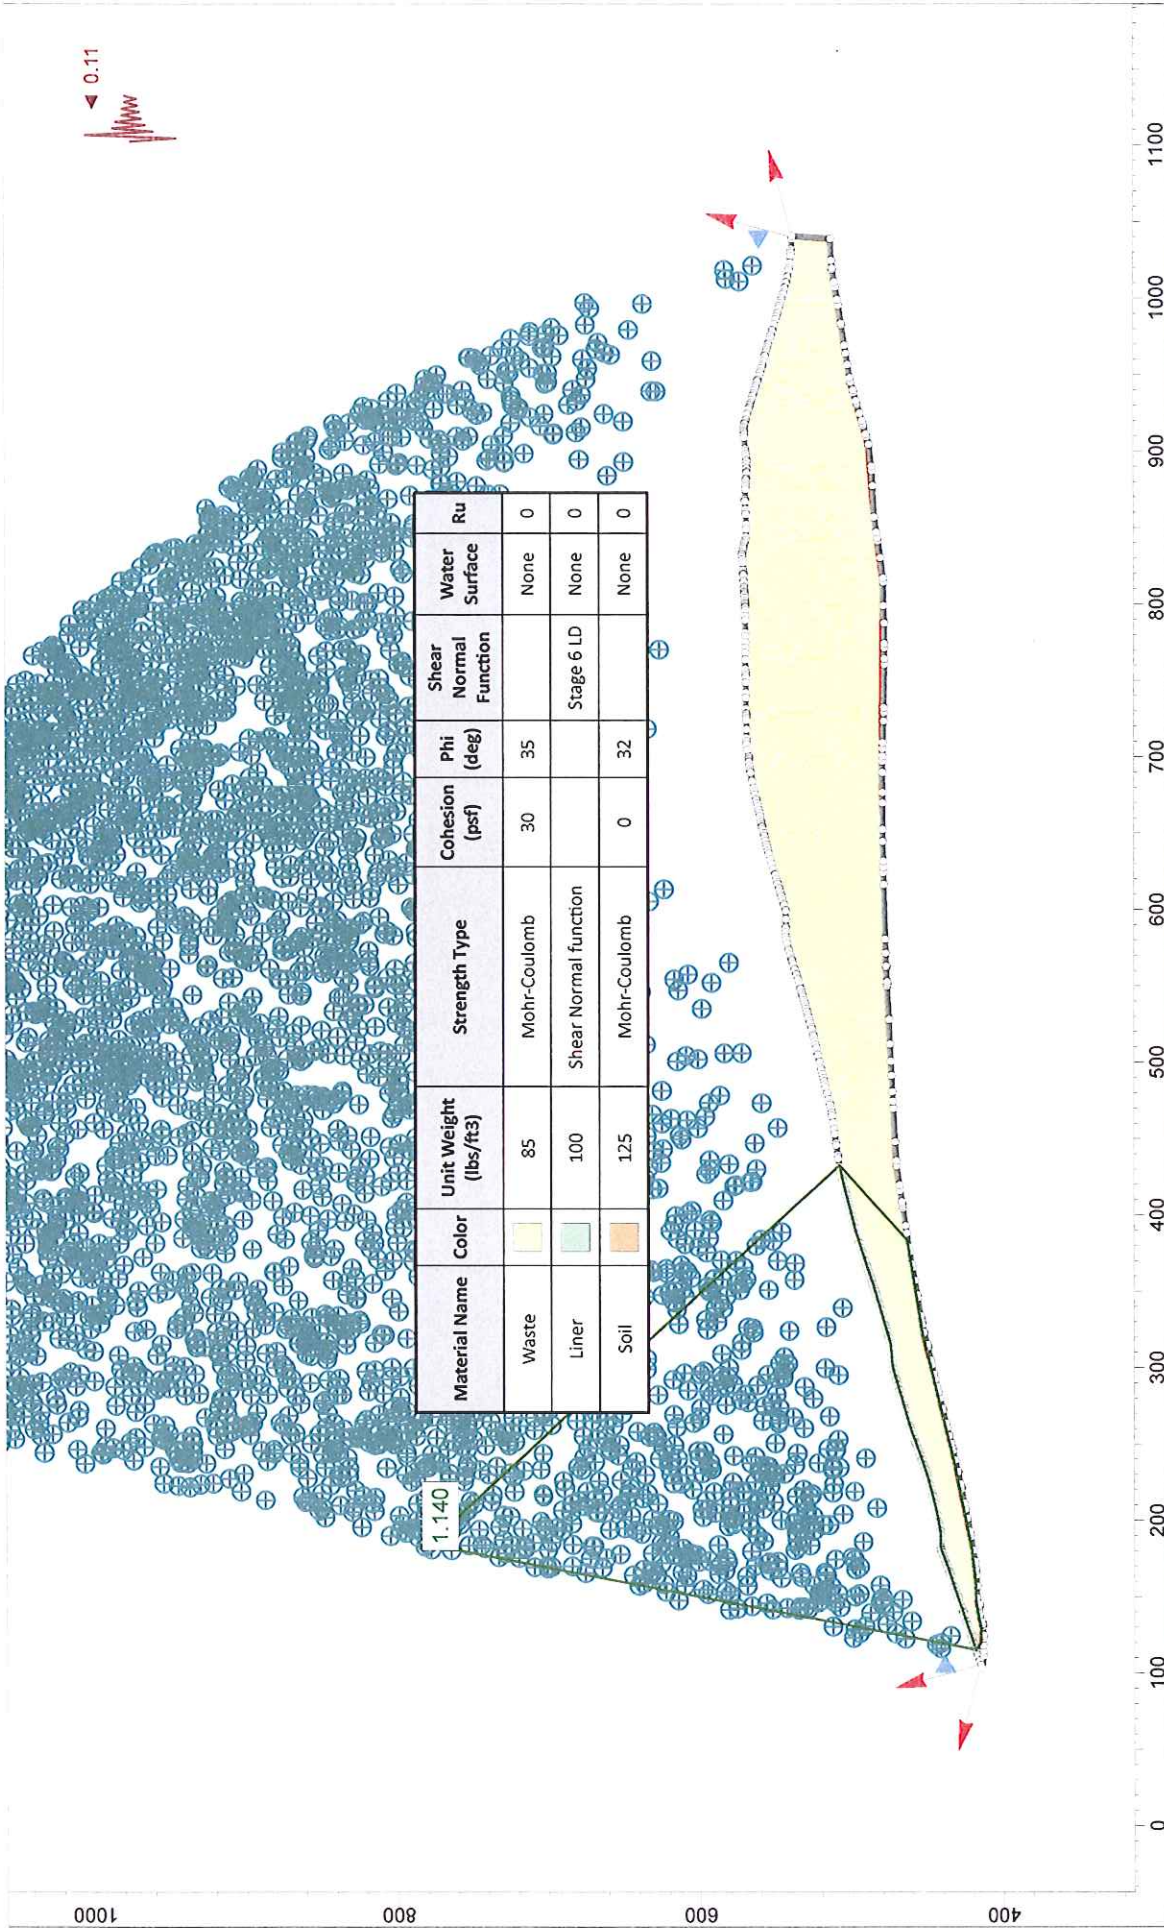 ◄ 0.11
1.140
Material Name Color Unit Weight (lbs/ft3) Strength Type Cohesion (psf) Phi (deg) Shear Normal Function Water Surface Ru
Waste 85 Mohr-Coulomb 30 35 None 0
Liner 100 Shear Normal function Stage 6 LD None 0
Soil 125 Mohr-Coulomb 0 32 None 0
1000
800
600
400
0 100 200 300 400 500 600 700 800 900 1000 1100